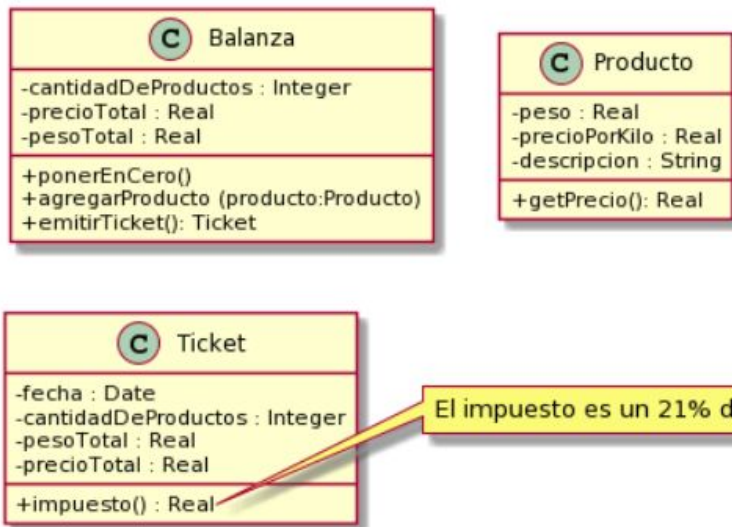 C Balanza
-cantidadDeProductos : Integer
-precioTotal : Real
-pesoTotal : Real
+ponerEnCero()
+agregarProducto (producto:Producto)
+emitirTicket(): Ticket
C Producto
-peso : Real
-precioPorKilo : Real
-descripcion : String
+getPrecio(): Real
C Ticket
-fecha : Date
-cantidadDeProductos : Integer
-pesoTotal : Real
-precioTotal : Real
+impuesto() : Real
El impuesto es un 21% d